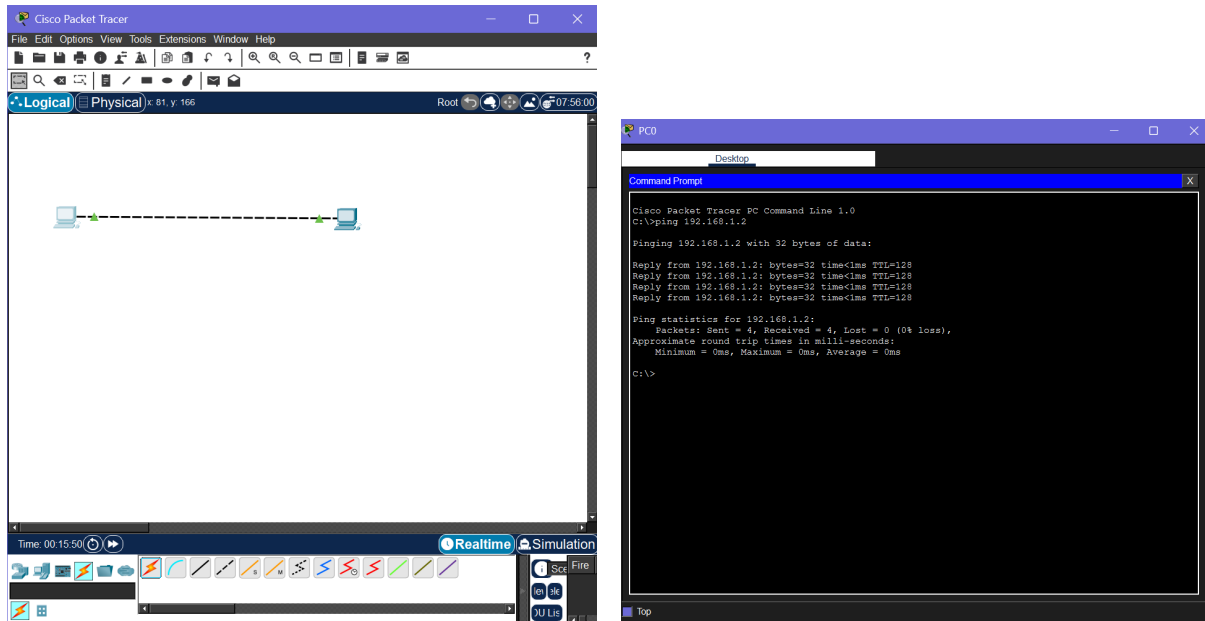 Cisco Packet Tracer
File Edit Options View Tools Extensions Window Help
?
Logical Physical x: 81, y: 166 Root 07:56:00
Time: 00:15:50 Realtime Simulation
S M
Sce Fire
PC0
Desktop
Command Prompt X
Cisco Packet Tracer PC Command Line 1.0
C:\>ping 192.168.1.2
Pinging 192.168.1.2 with 32 bytes of data:
Reply from 192.168.1.2: bytes=32 time<1ms TTL=128
Reply from 192.168.1.2: bytes=32 time<1ms TTL=128
Reply from 192.168.1.2: bytes=32 time<1ms TTL=128
Reply from 192.168.1.2: bytes=32 time<1ms TTL=128
Ping statistics for 192.168.1.2:
Packets: Sent = 4, Received = 4, Lost = 0 (0% loss),
Approximate round trip times in milli-seconds:
Minimum = 0ms, Maximum = 0ms, Average = 0ms
C:\>
Top